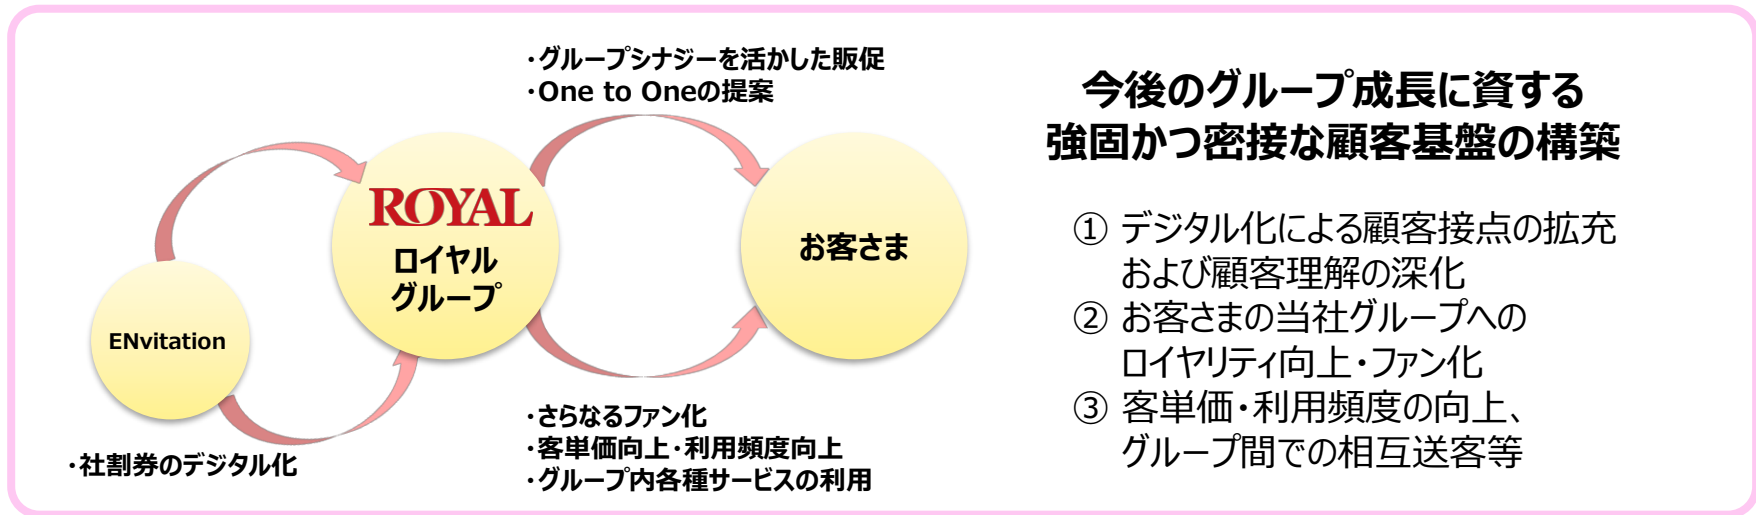 ・グループシナジーを活かした販促
・One to Oneの提案
ROYAL
ロイヤル
グループ
お客さま
ENvitation
・社割券のデジタル化
・さらなるファン化
・客単価向上・利用頻度向上
・グループ内各種サービスの利用
今後のグループ成長に資する
強固かつ密接な顧客基盤の構築
① デジタル化による顧客接点の拡充
および顧客理解の深化
② お客さまの当社グループへの
ロイヤリティ向上・ファン化
③ 客単価・利用頻度の向上、
グループ間での相互送客等